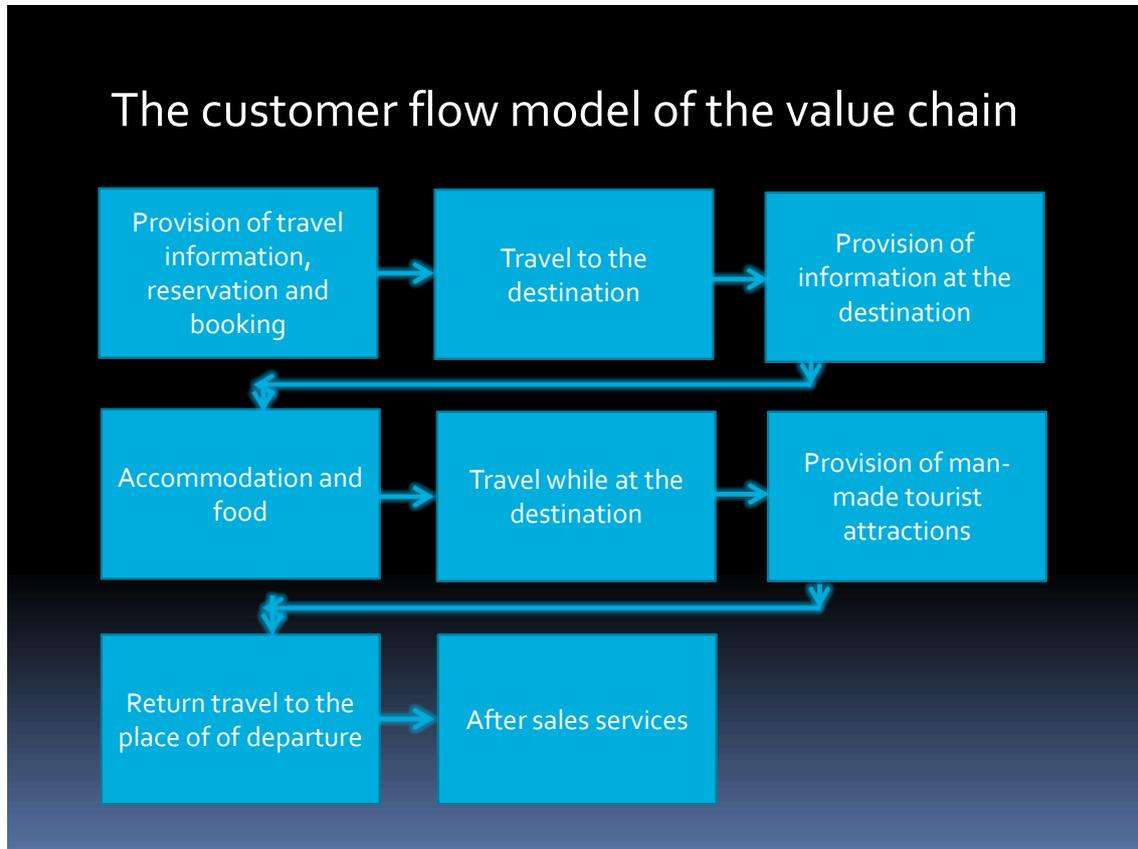 The customer flow model of the value chain
Provision of travel
information,
reservation and
booking
Travel to the
destination
Provision of
information at the
destination
Accommodation and
food
Travel while at the
destination
Provision of man-
made tourist
attractions
Return travel to the
place of of departure
After sales services